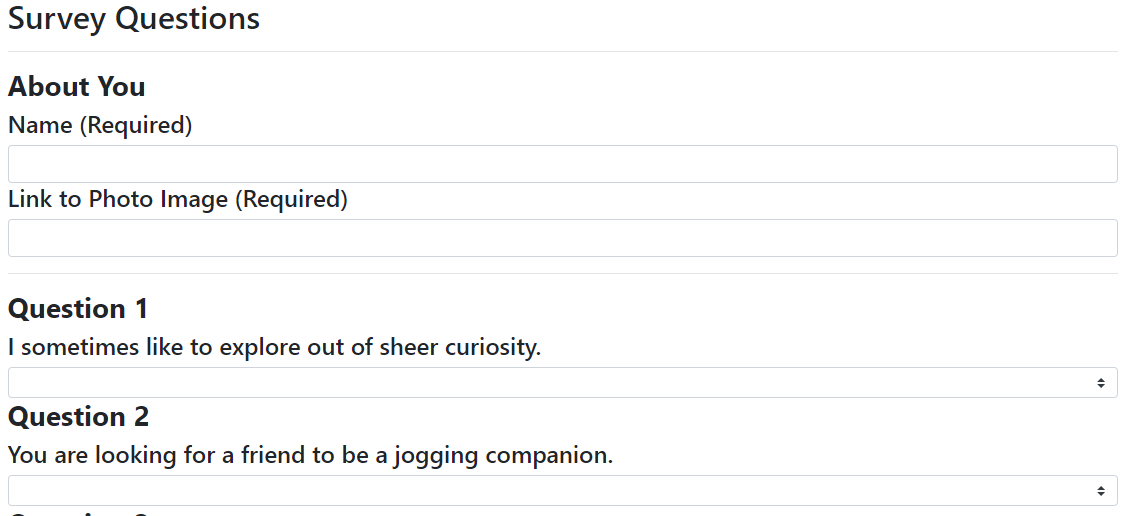 Survey Questions
About You
Name (Required)
Link to Photo Image (Required)
Question 1
I sometimes like to explore out of sheer curiosity.
Question 2
You are looking for a friend to be a jogging companion.